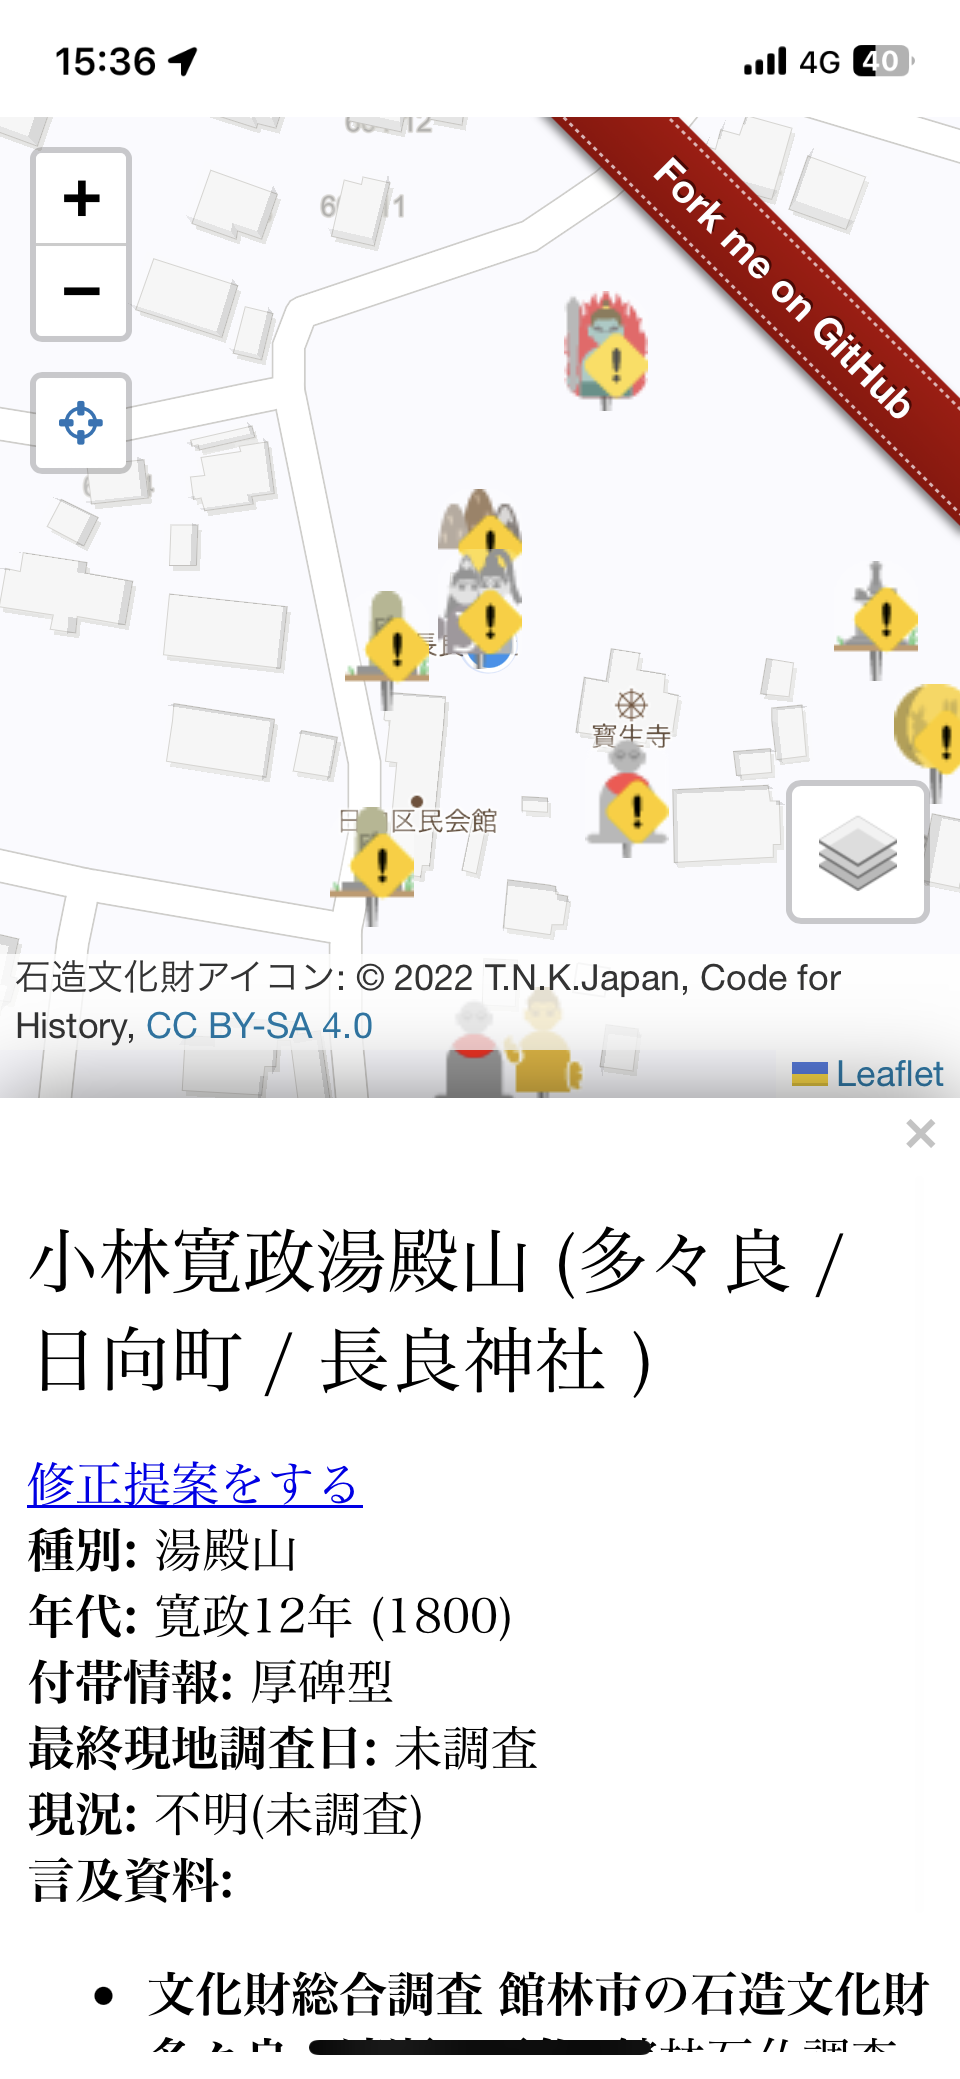 15:36
4G
40
+
−
Fork me on GitHub
寶生寺
区民会館
石造文化財アイコン: © 2022 T.N.K.Japan, Code for
History, CC BY-SA 4.0
Leaflet
×
小林寛政湯殿山 (多々良 /
日向町 / 長良神社 )
修正提案をする
種別: 湯殿山
年代: 寛政12年 (1800)
付帯情報: 厚碑型
最終現地調査日: 未調査
現況: 不明(未調査)
言及資料:
• 文化財総合調査 館林市の石造文化財